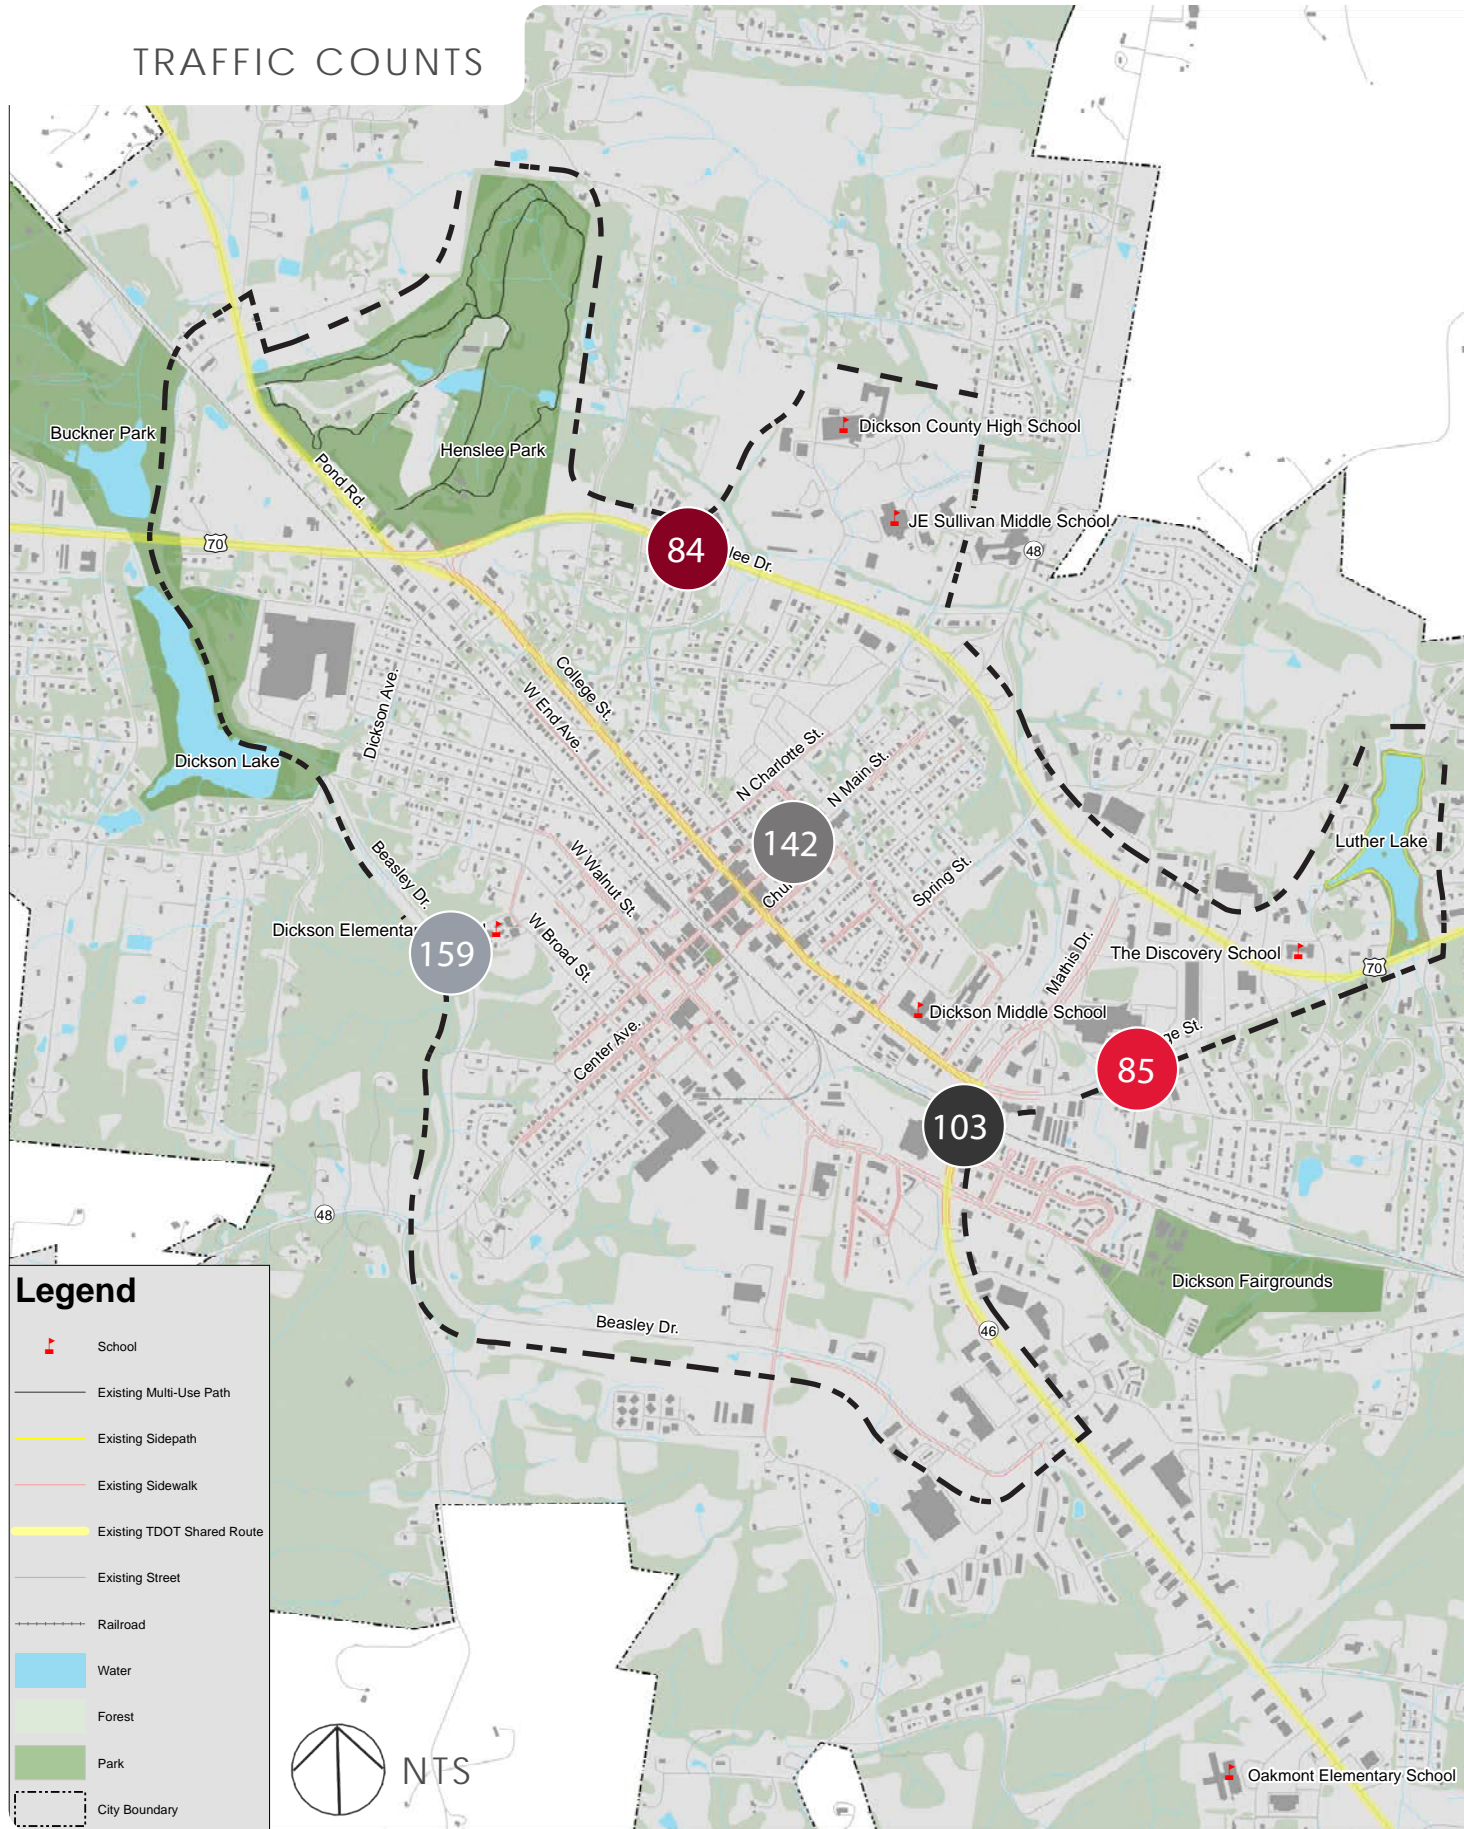 TRAFFIC COUNTS
Buckner Park
Henslee Park
Pond Rd.
Dickson County High School
JE Sullivan Middle School
70
48
84
lee Dr.
College St.
W End Ave.
Dickson Ave.
Dickson Lake
N Charlotte St.
N Main St.
142
Chu
Luther Lake
Beasley Dr.
W Walnut St.
Spring St.
Dickson Elementar
159
W Broad St.
Mathis Dr.
The Discovery School
70
Dickson Middle School
Center Ave.
ge St.
85
103
48
Dickson Fairgrounds
Beasley Dr.
46
Legend
School
Existing Multi-Use Path
Existing Sidepath
Existing Sidewalk
Existing TDOT Shared Route
Existing Street
Railroad
Water
Forest
Park
City Boundary
NTS
Oakmont Elementary School